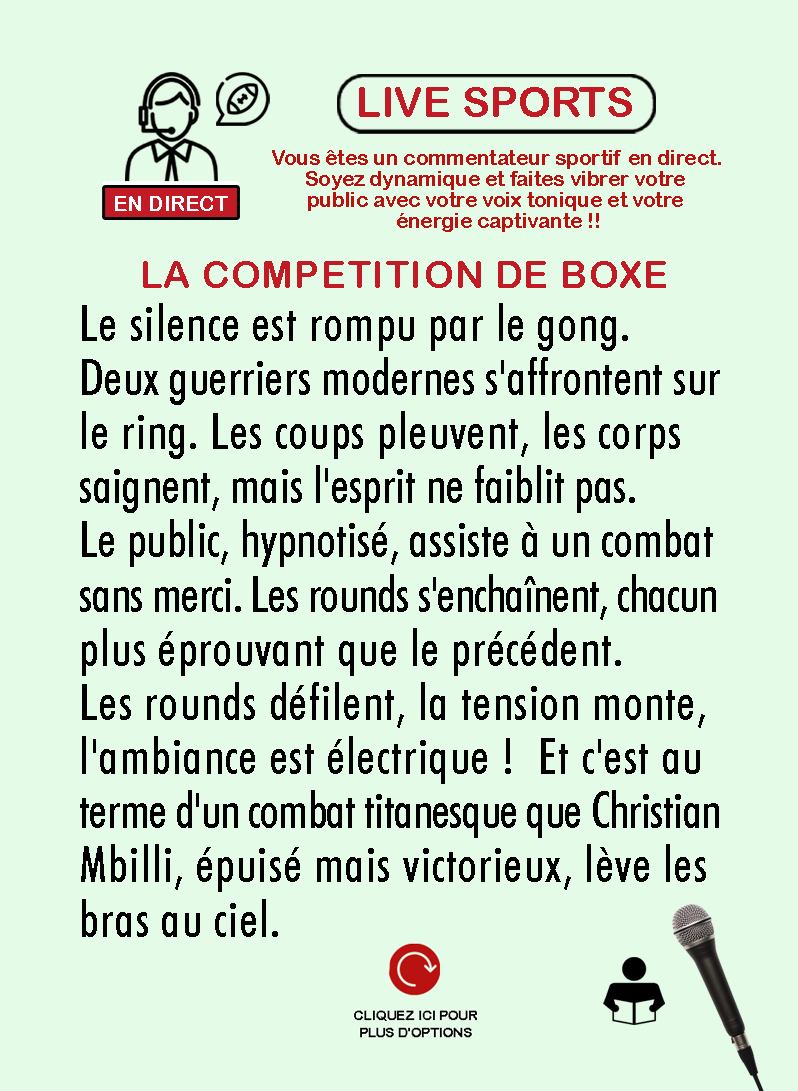 LIVE SPORTS
Vous êtes un commentateur sportif en direct.
Soyez dynamique et faites vibrer votre
public avec votre voix tonique et votre
énergie captivante !!
EN DIRECT
LA COMPETITION DE BOXE
Le silence est rompu par le gong.
Deux guerriers modernes s'affrontent sur
le ring. Les coups pleuvent, les corps
saignent, mais l'esprit ne faiblit pas.
Le public, hypnotisé, assiste à un combat
sans merci. Les rounds s'enchaînent, chacun
plus éprouvant que le précédent.
Les rounds défilent, la tension monte,
l'ambiance est électrique ! Et c'est au
terme d'un combat titanesque que Christian
Mbilli, épuisé mais victorieux, lève les
bras au ciel.
CLIQUEZ ICI POUR
PLUS D'OPTIONS